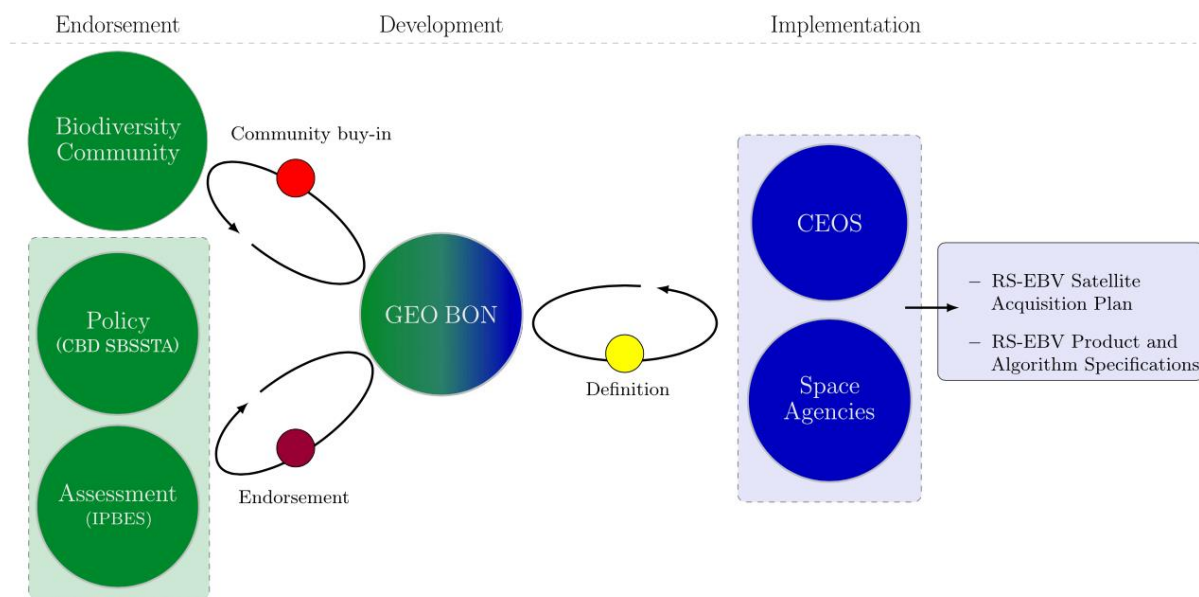 Endorsement
Development
Implementation
Biodiversity
Community
Community buy-in
Policy
(CBD SBSSTA)
GEO BON
CEOS
Definition
Space
Agencies
Assessment
(IPBES)
Endorsement
– RS-EBV Satellite
Acquisition Plan
– RS-EBV Product and
Algorithm Specifications